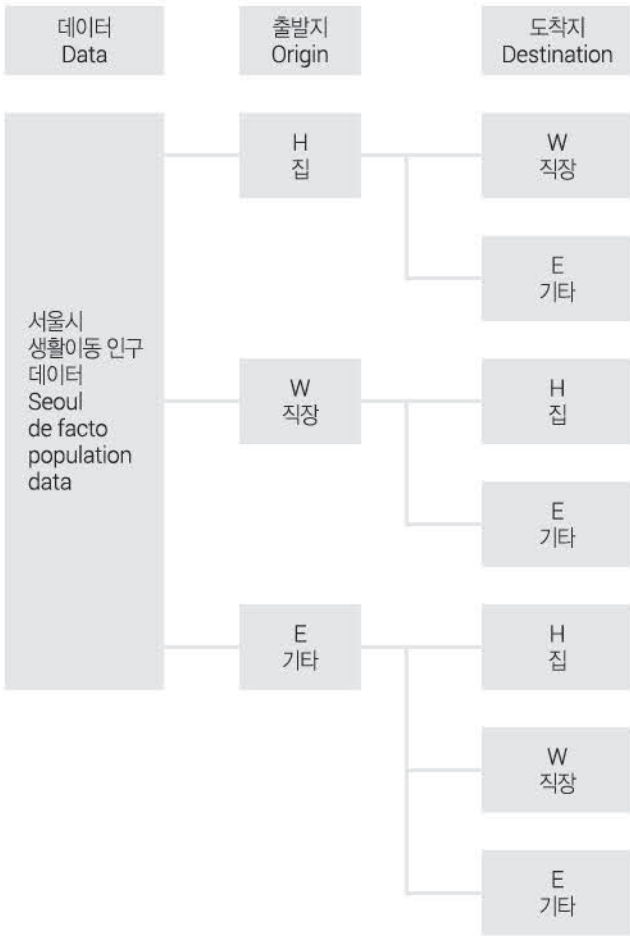 데이터
Data
출발지
Origin
도착지
Destination
서울시
생활이동 인구
데이터
Seoul
de facto
population
data
H
집
W
직장
E
기타
W
직장
H
집
E
기타
E
기타
H
집
W
직장
E
기타